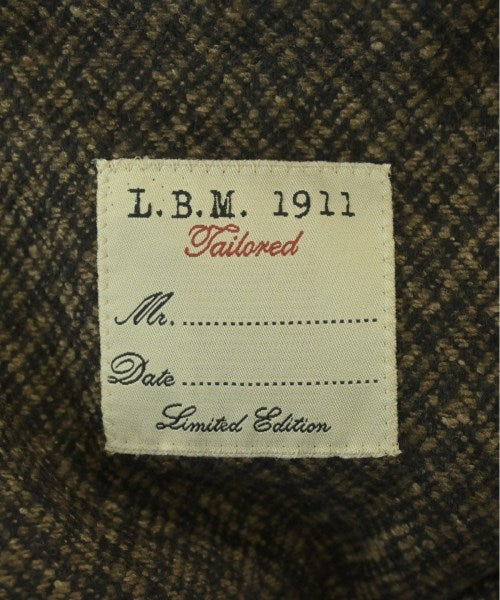 L.B.M. 1911
Tailored
Mr. ..............................
Date ..............................
Limited Edition